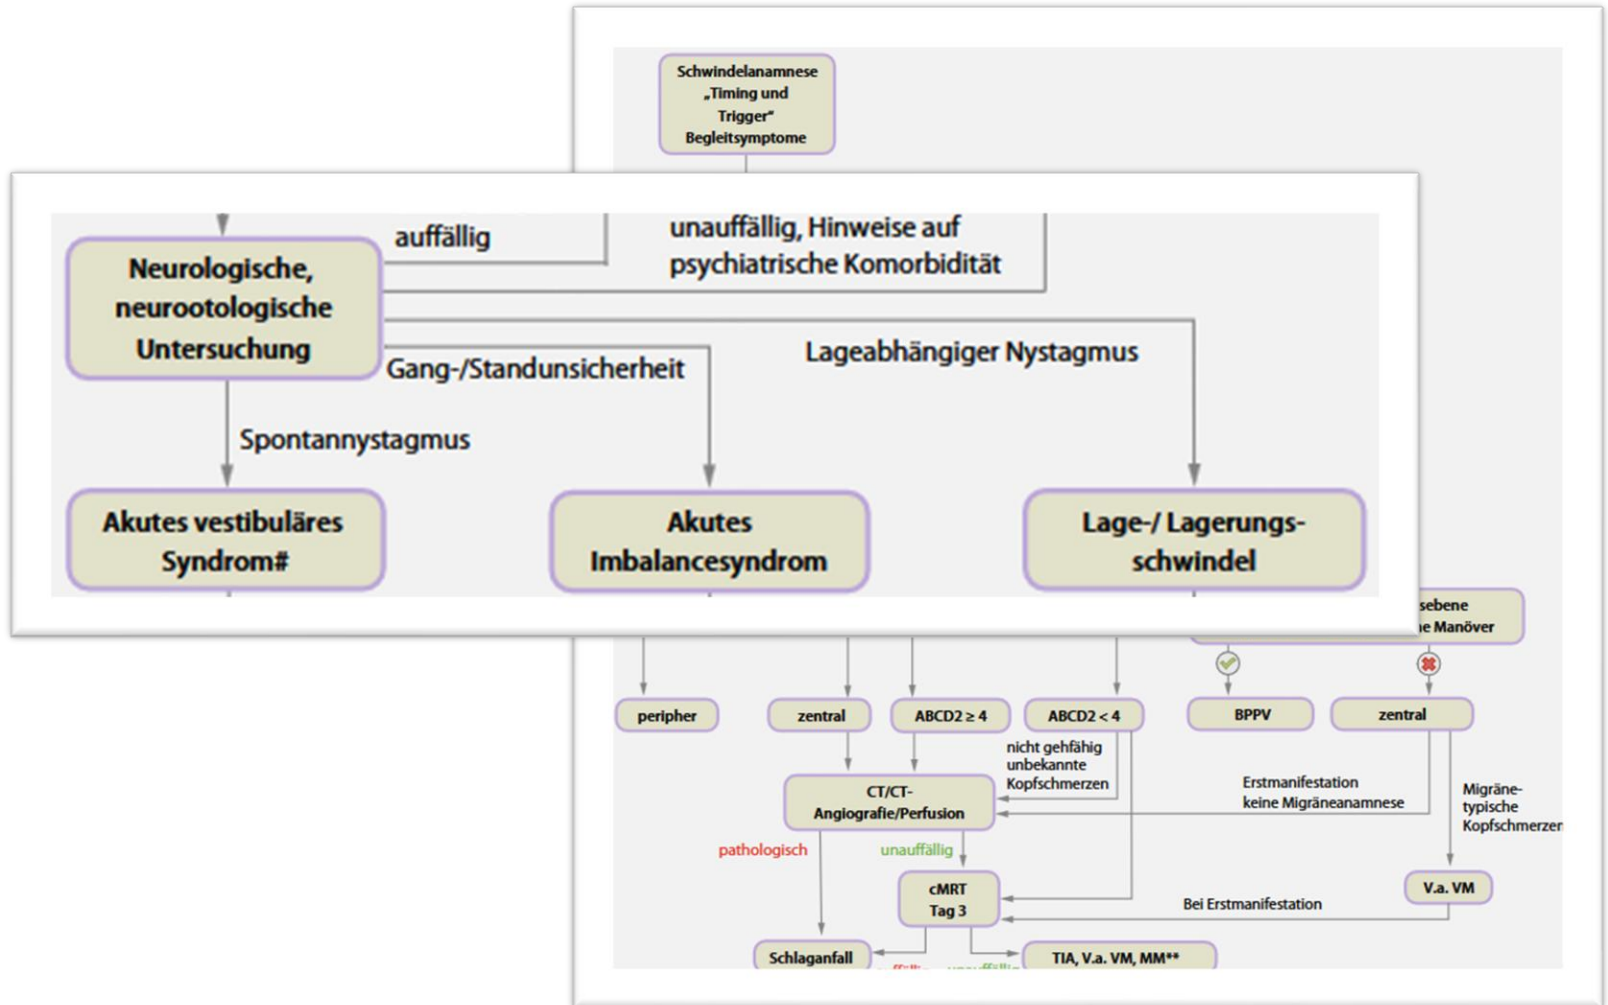 Schwindelanamnese
„Timing und
Trigger“
Begleitsymptome
auffällig
unauffällig, Hinweise auf
psychiatrische Komorbidität
Neurologische,
neurootologische
Untersuchung
Gang-/Standunsicherheit
Lageabhängiger Nystagmus
Spontannystagmus
Akutes vestibuläres
Syndrom#
Akutes
Imbalancesyndrom
Lage-/ Lagerungs-
schwindel
Manöver
peripher
zentral
ABCD2 ≥ 4
ABCD2 < 4
BPPV
zentral
nicht gehfähig
unbekannte
Kopfschmerzen
CT/CT-
Angiografie/Perfusion
Erstmanifestation
keine Migräneanamnese
Migräne-
typische
Kopfschmerzen
pathologisch
unauffällig
cMRT
Tag 3
V.a. VM
Bei Erstmanifestation
Schlaganfall
TIA, V.a. VM, MM**